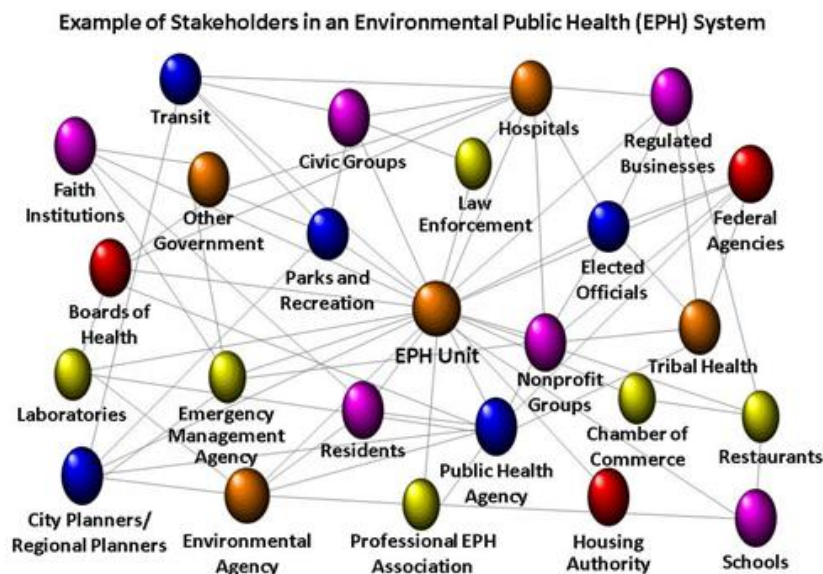 Example of Stakeholders in an Environmental Public Health (EPH) System
Transit
Hospitals
Regulated
Businesses
Civic Groups
Faith
Institutions
Other
Government
Law
Enforcement
Federal
Agencies
Parks and
Recreation
Elected
Officials
Boards of
Health
EPH Unit
Nonprofit
Groups
Tribal Health
Laboratories
Emergency
Management
Agency
Residents
Public Health
Agency
Chamber of
Commerce
Restaurants
City Planners/
Regional Planners
Environmental
Agency
Professional EPH
Association
Housing
Authority
Schools